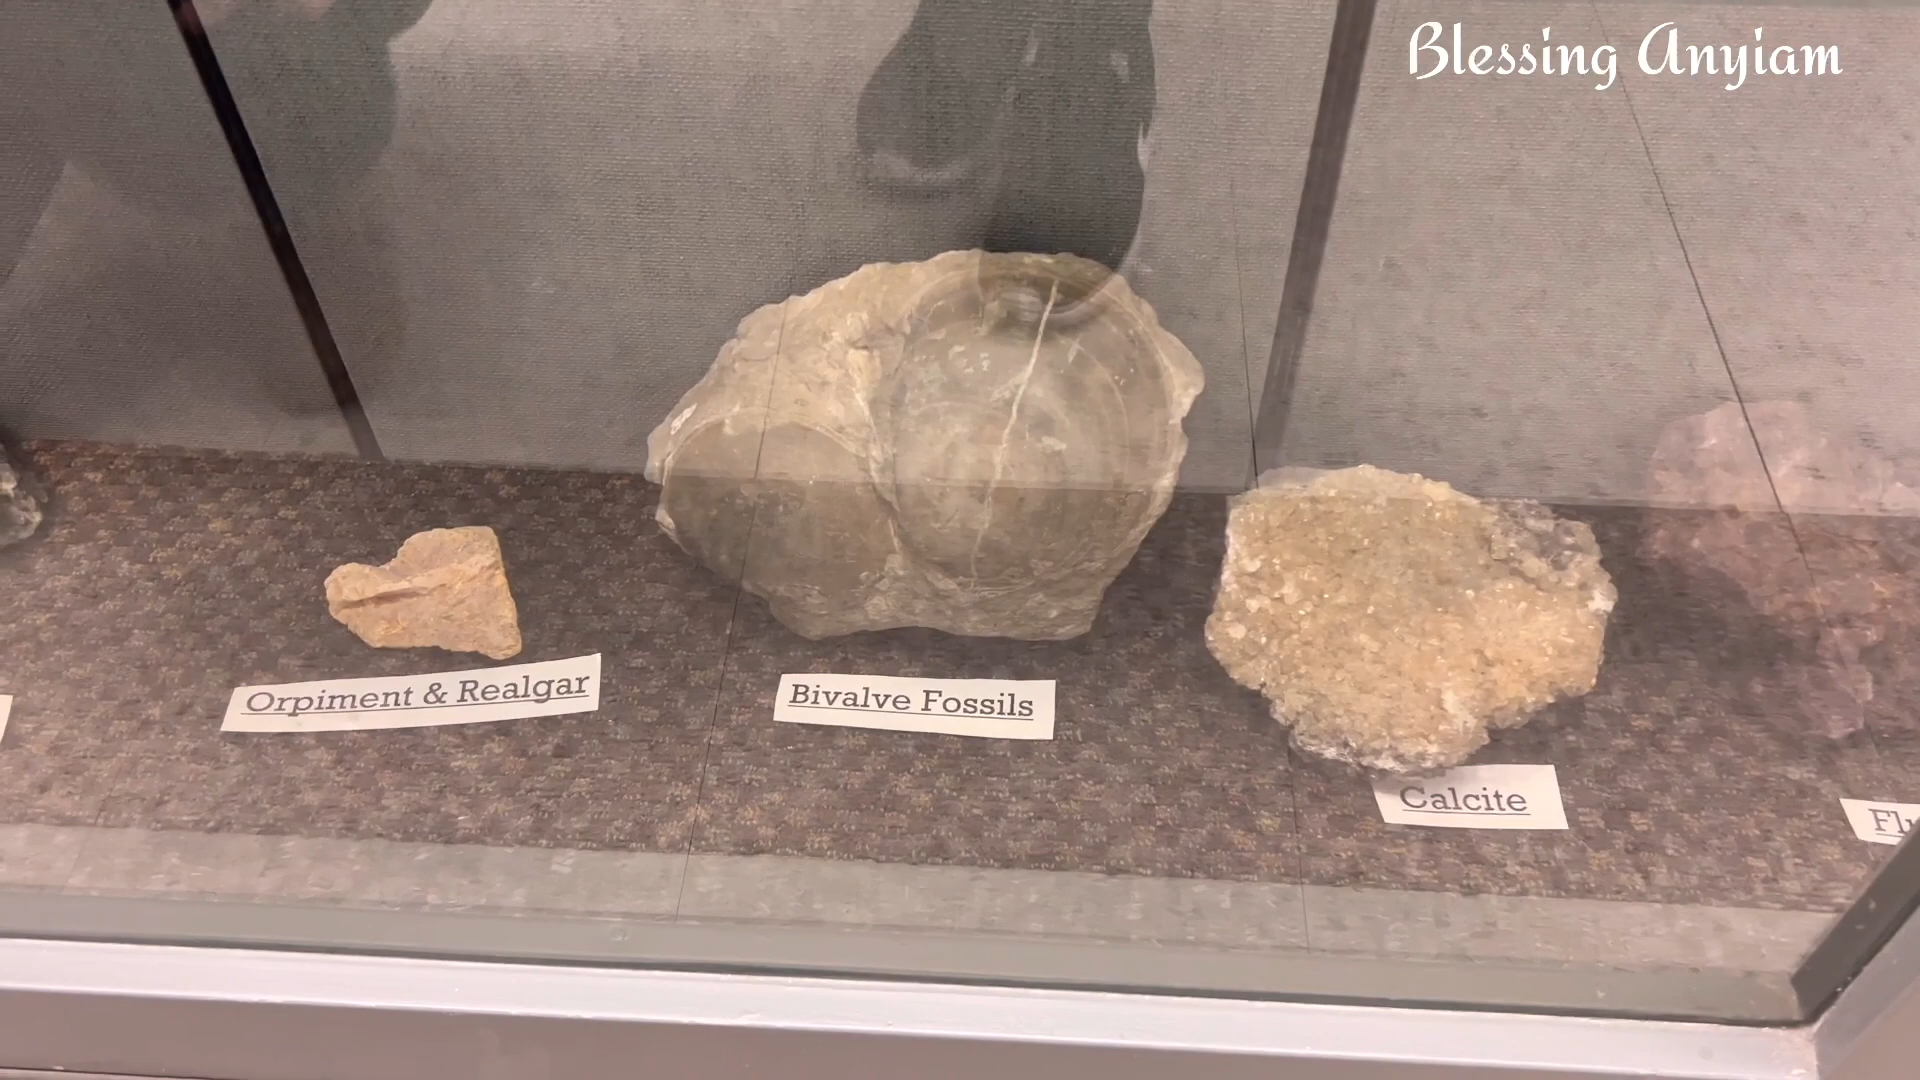 Blessing Anyiam
Orpiment & Realgar
Bivalve Fossils
Calcite